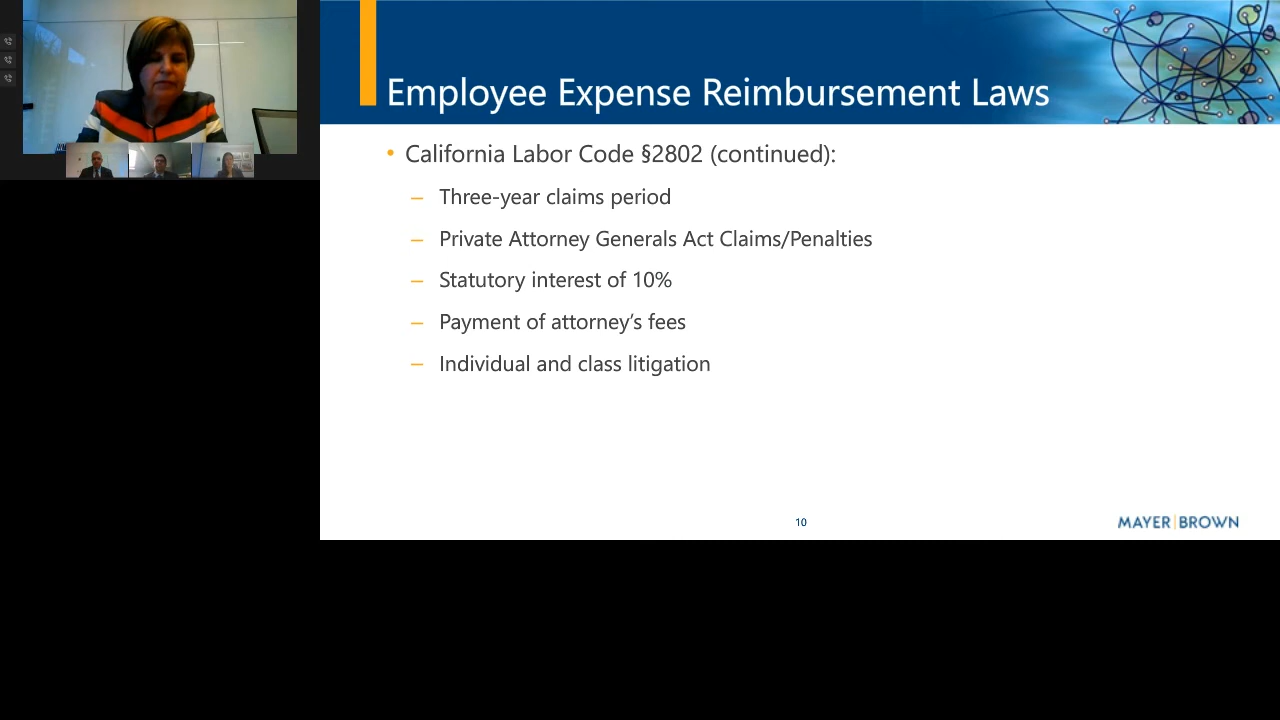 Employee Expense Reimbursement Laws
• California Labor Code §2802 (continued):
– Three-year claims period
– Private Attorney Generals Act Claims/Penalties
– Statutory interest of 10%
– Payment of attorney’s fees
– Individual and class litigation
10
MAYER|BROWN